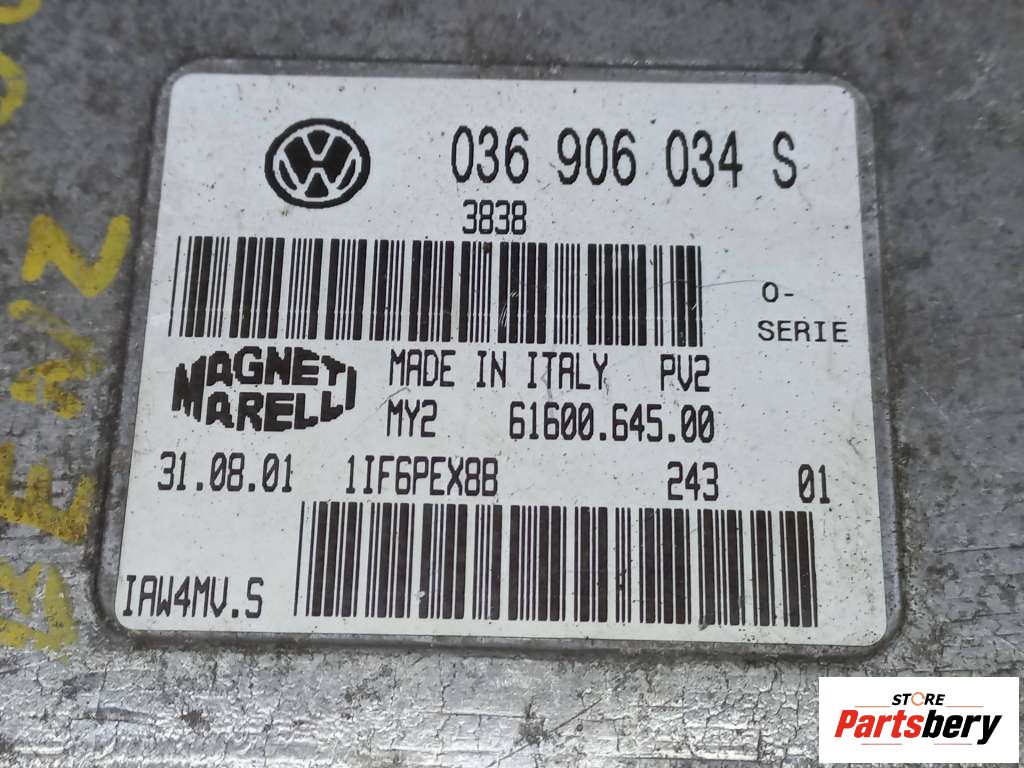 036 906 034 S
3838
O-
SERIE
MAGNETI
MARELLI
MADE IN ITALY PV2
MY2 61600.645.00
31.08.01 1IF6PEX8B 243 01
IAW4MV.S
BENZ
STORE
Partsbery